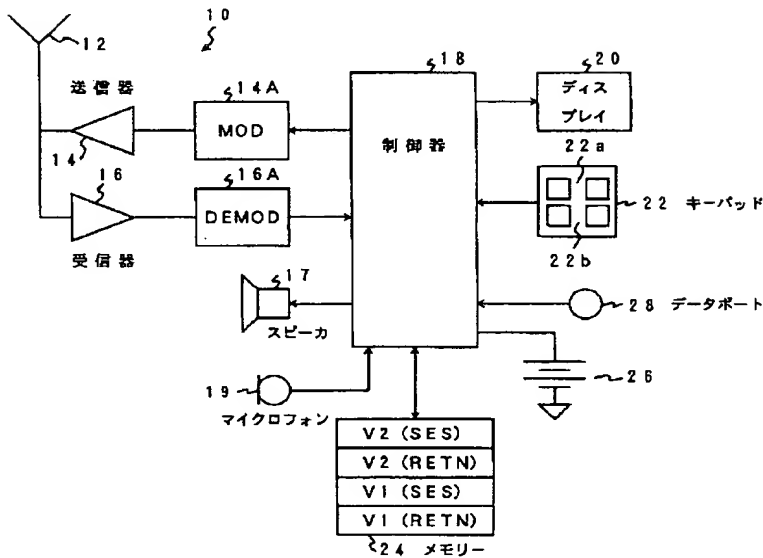 10
12
送信器
14A
MOD
14
16
16A
DEMOD
受信器
18
制御器
20
ディス
プレイ
22a
22 キーパッド
22b
17
スピーカ
28 データポート
26
19
マイクロフォン
V2 (SES)
V2 (RETN)
V1 (SES)
V1 (RETN)
24 メモリー